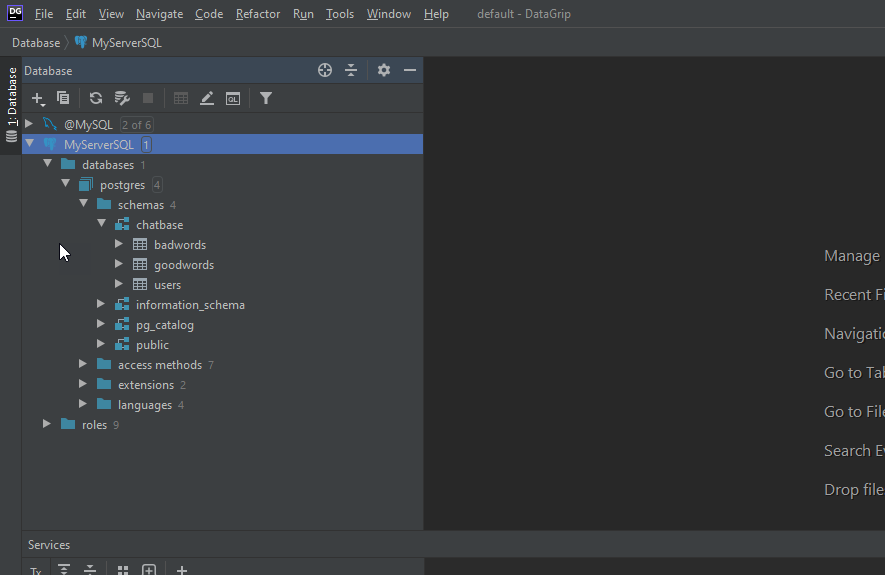 DG File Edit View Navigate Code Refactor Run Tools Window Help default - DataGrip
Database MyServerSQL
1: Database
Database
QL
@MySQL 2 of 6
MyServerSQL 1
databases 1
postgres 4
schemas 4
chatbase
badwords
goodwords
users
information_schema
pg_catalog
public
access methods 7
extensions 2
languages 4
roles 9
Manage
Recent Fi
Navigatio
Go to Tab
Go to File
Search Ev
Drop file
Services
Tx